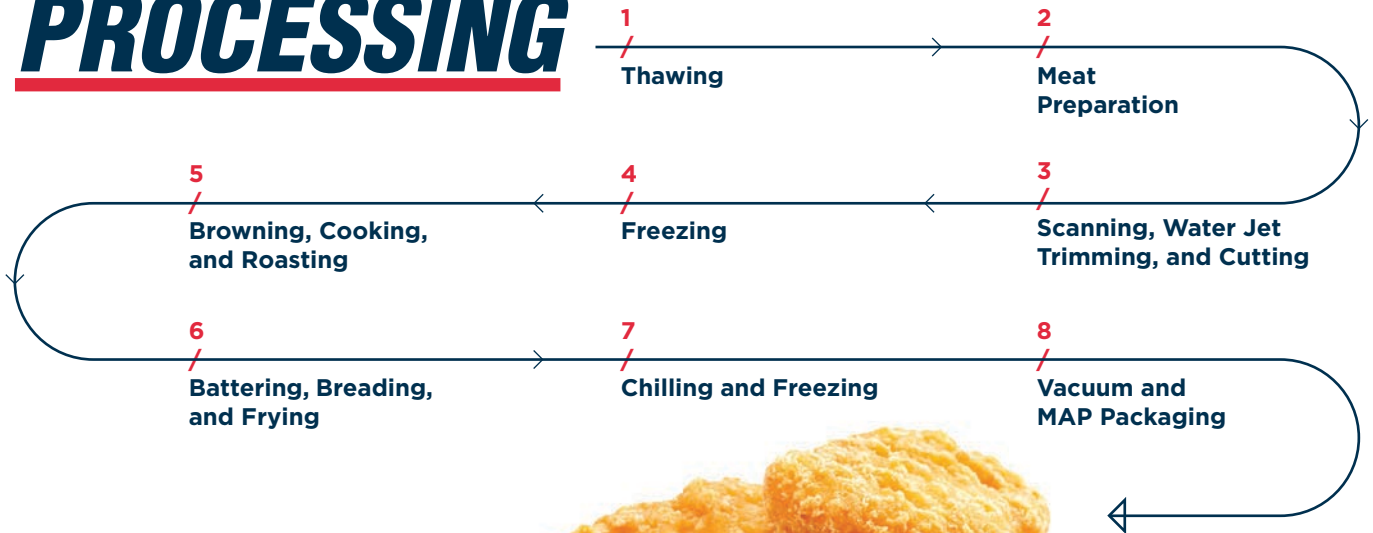 PROCESSING
1
Thawing
2
Meat
Preparation
3
Scanning, Water Jet
Trimming, and Cutting
4
Freezing
5
Browning, Cooking,
and Roasting
6
Battering, Breading,
and Frying
7
Chilling and Freezing
8
Vacuum and
MAP Packaging